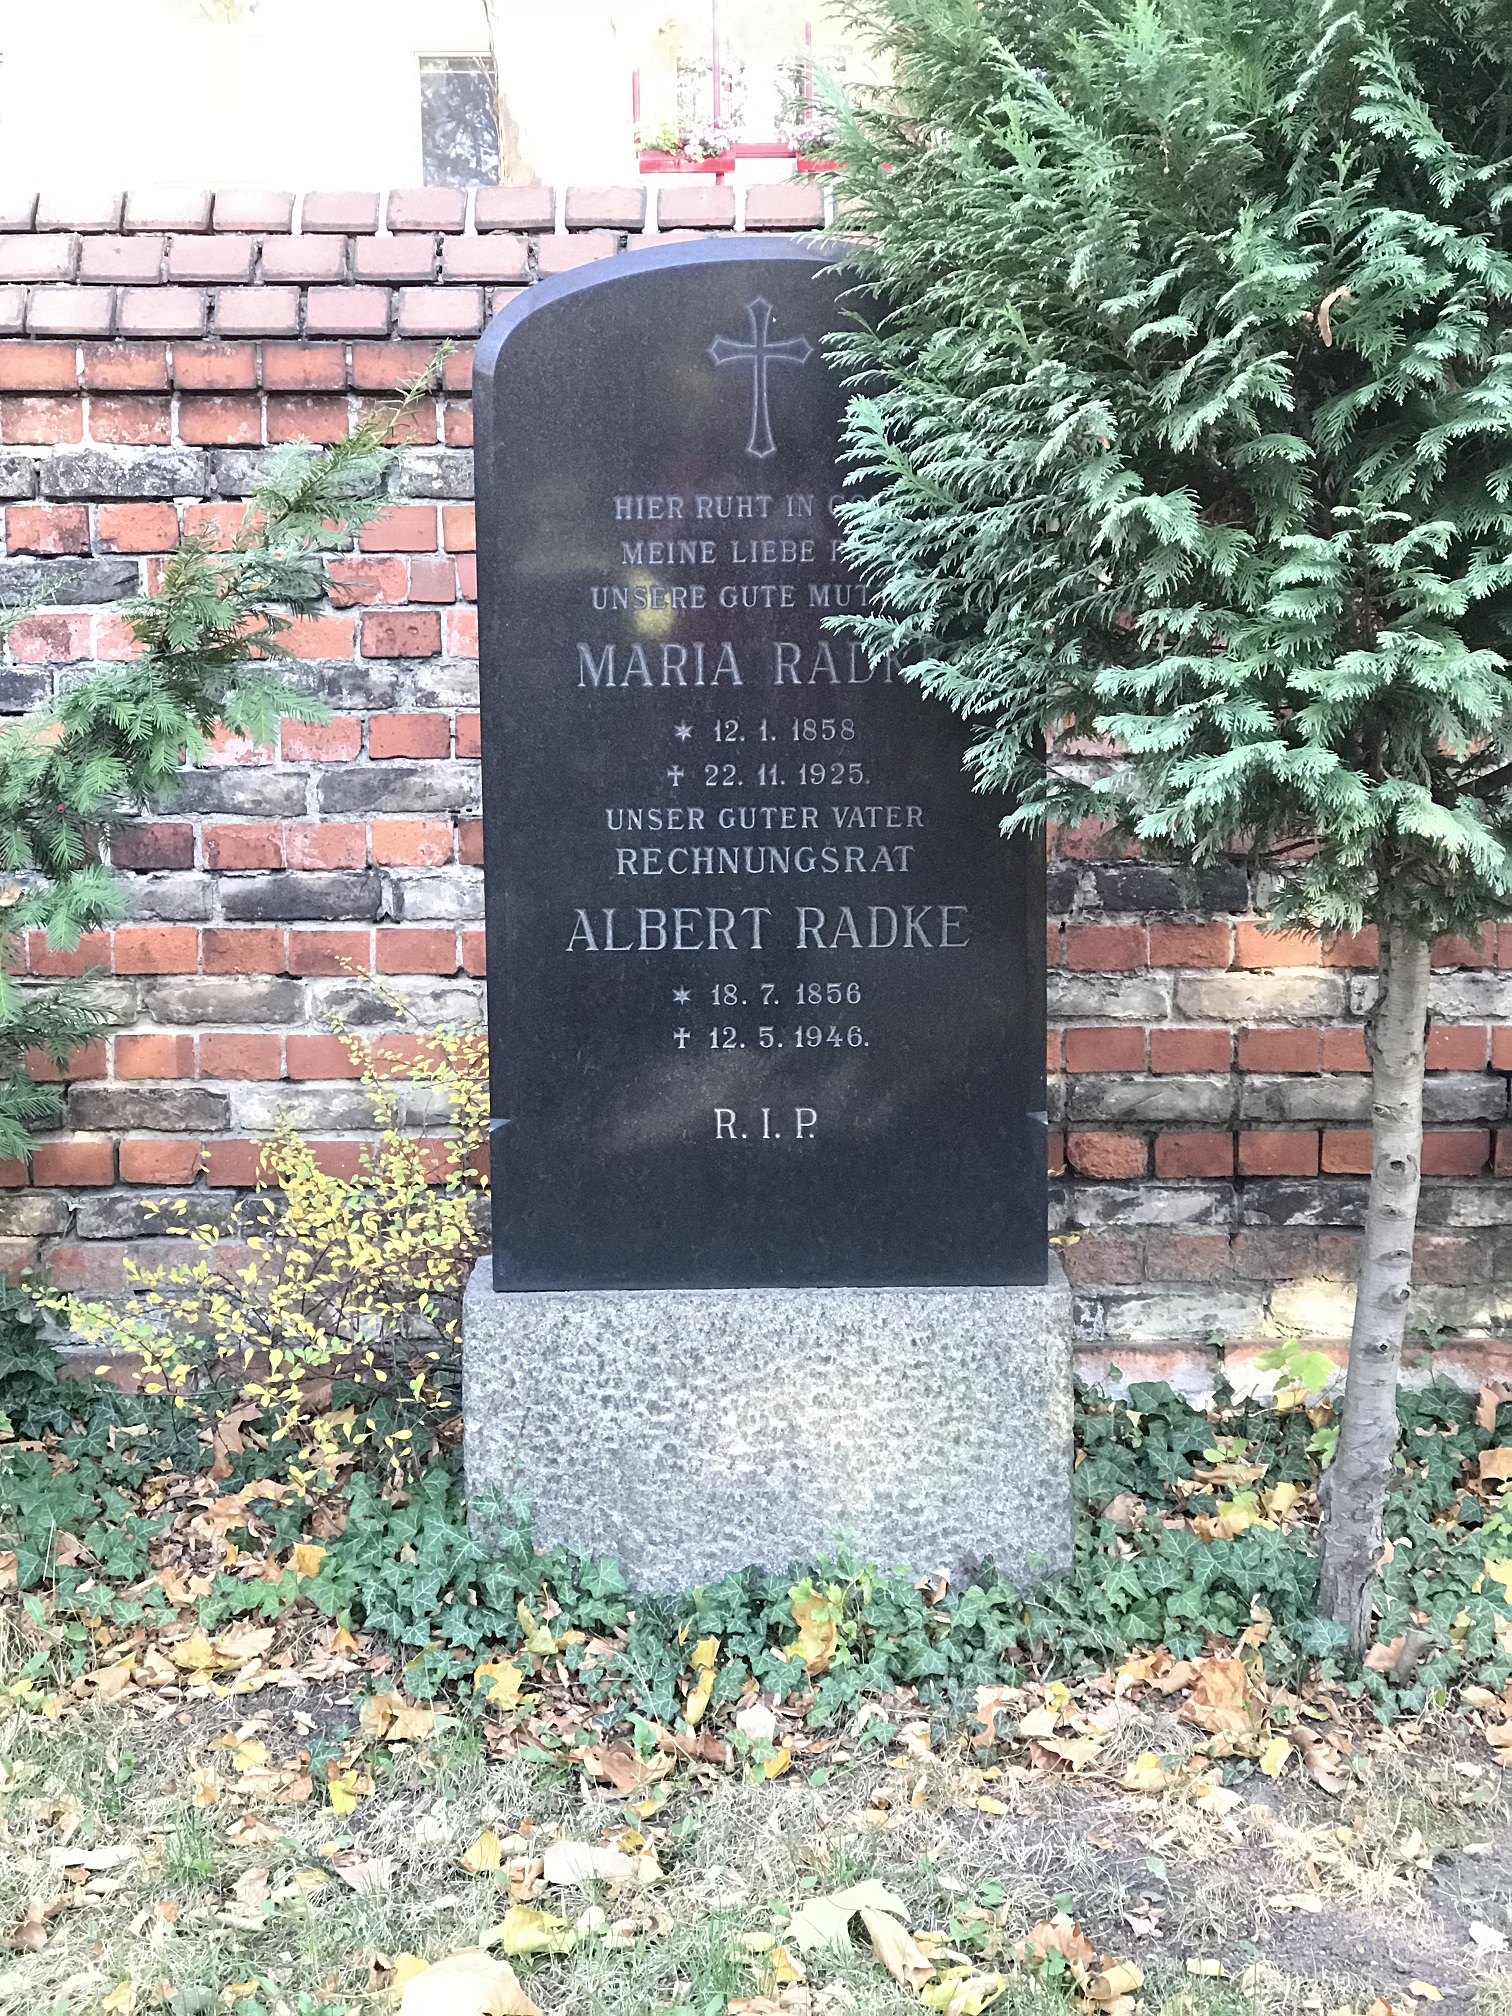 HIER RUHT IN
MEINE LIEBE
UNSERE GUTE
MARIA RADKE
* 12. 1. 1858
✝ 22. 11. 1925.
UNSER GUTER VATER
RECHNUNGSRAT
ALBERT RADKE
* 18. 7. 1856
✝ 12. 5. 1946.
R. I. P.